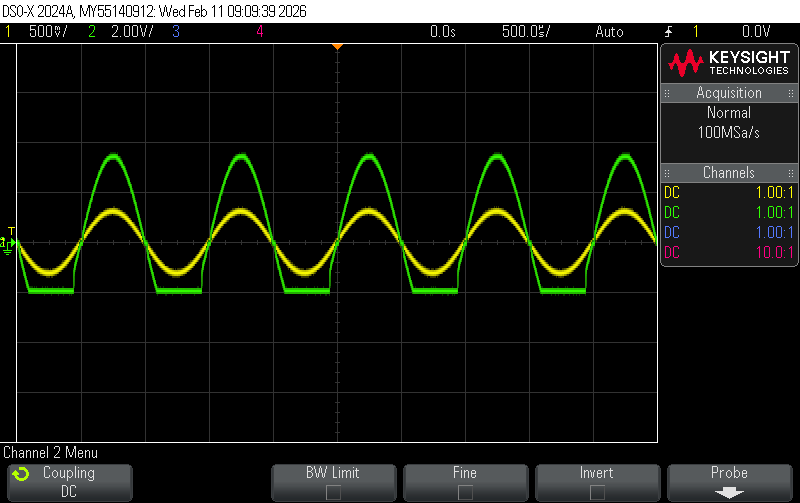 DSO-X 2024A, MY55140912: Wed Feb 11 09:09:39 2026
1 500mV/ 2 2.00V/ 3 4 0.0s 500.0us/ Auto 1 0.0V
KEYSIGHT
TECHNOLOGIES
Acquisition
Normal
100MSa/s
Channels
DC 1.00:1
DC 1.00:1
DC 1.00:1
DC 10.0:1
T
Channel 2 Menu
Coupling
DC
BW Limit
Fine
Invert
Probe